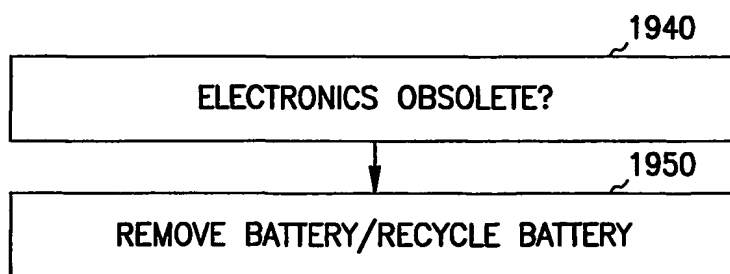 1940
ELECTRONICS OBSOLETE?
1950
REMOVE BATTERY/RECYCLE BATTERY